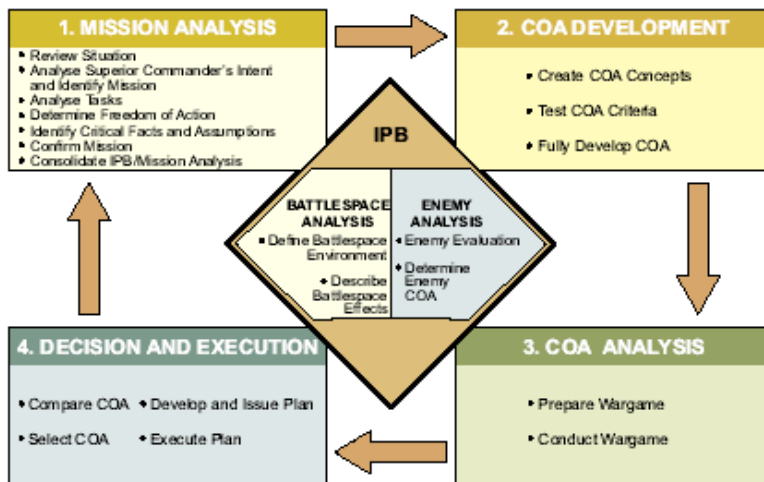 1. MISSION ANALYSIS
• Review Situation
• Analyse Superior Commander's Intent
and Identify Mission
• Analyse Tasks
• Determine Freedom of Action
• Identify Critical Facts and Assumptions
• Confirm Mission
• Consolidate IPB/Mission Analysis
2. COA DEVELOPMENT
• Create COA Concepts
• Test COA Criteria
• Fully Develop COA
IPB
BATTLESPACE
ANALYSIS
• Define Battlespace
Environment
• Describe
Battlespace
Effects
ENEMY
ANALYSIS
• Enemy Evaluation
• Determine
Enemy
COA
3. COA ANALYSIS
• Prepare Wargame
• Conduct Wargame
4. DECISION AND EXECUTION
• Compare COA • Develop and Issue Plan
• Select COA • Execute Plan